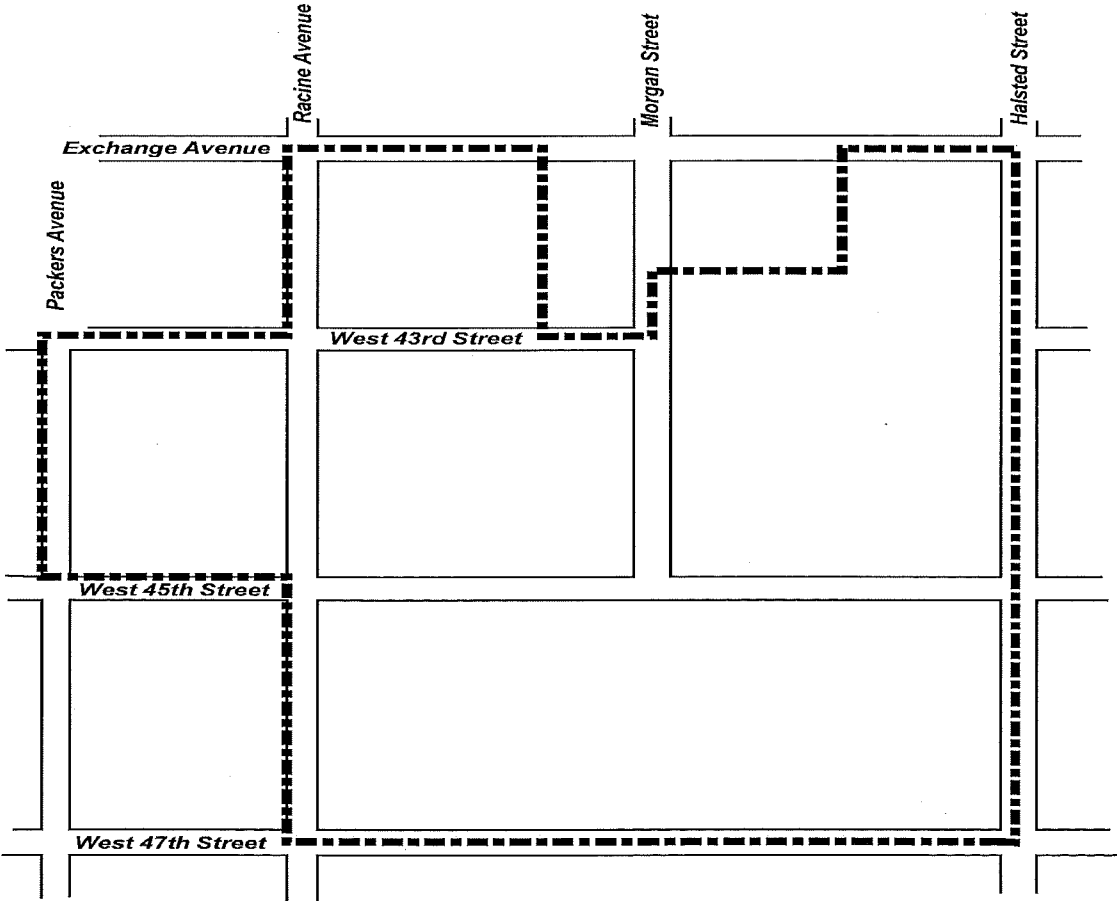 Racine Avenue
Morgan Street
Halsted Street
Exchange Avenue
Packers Avenue
West 43rd Street
West 45th Street
West 47th Street